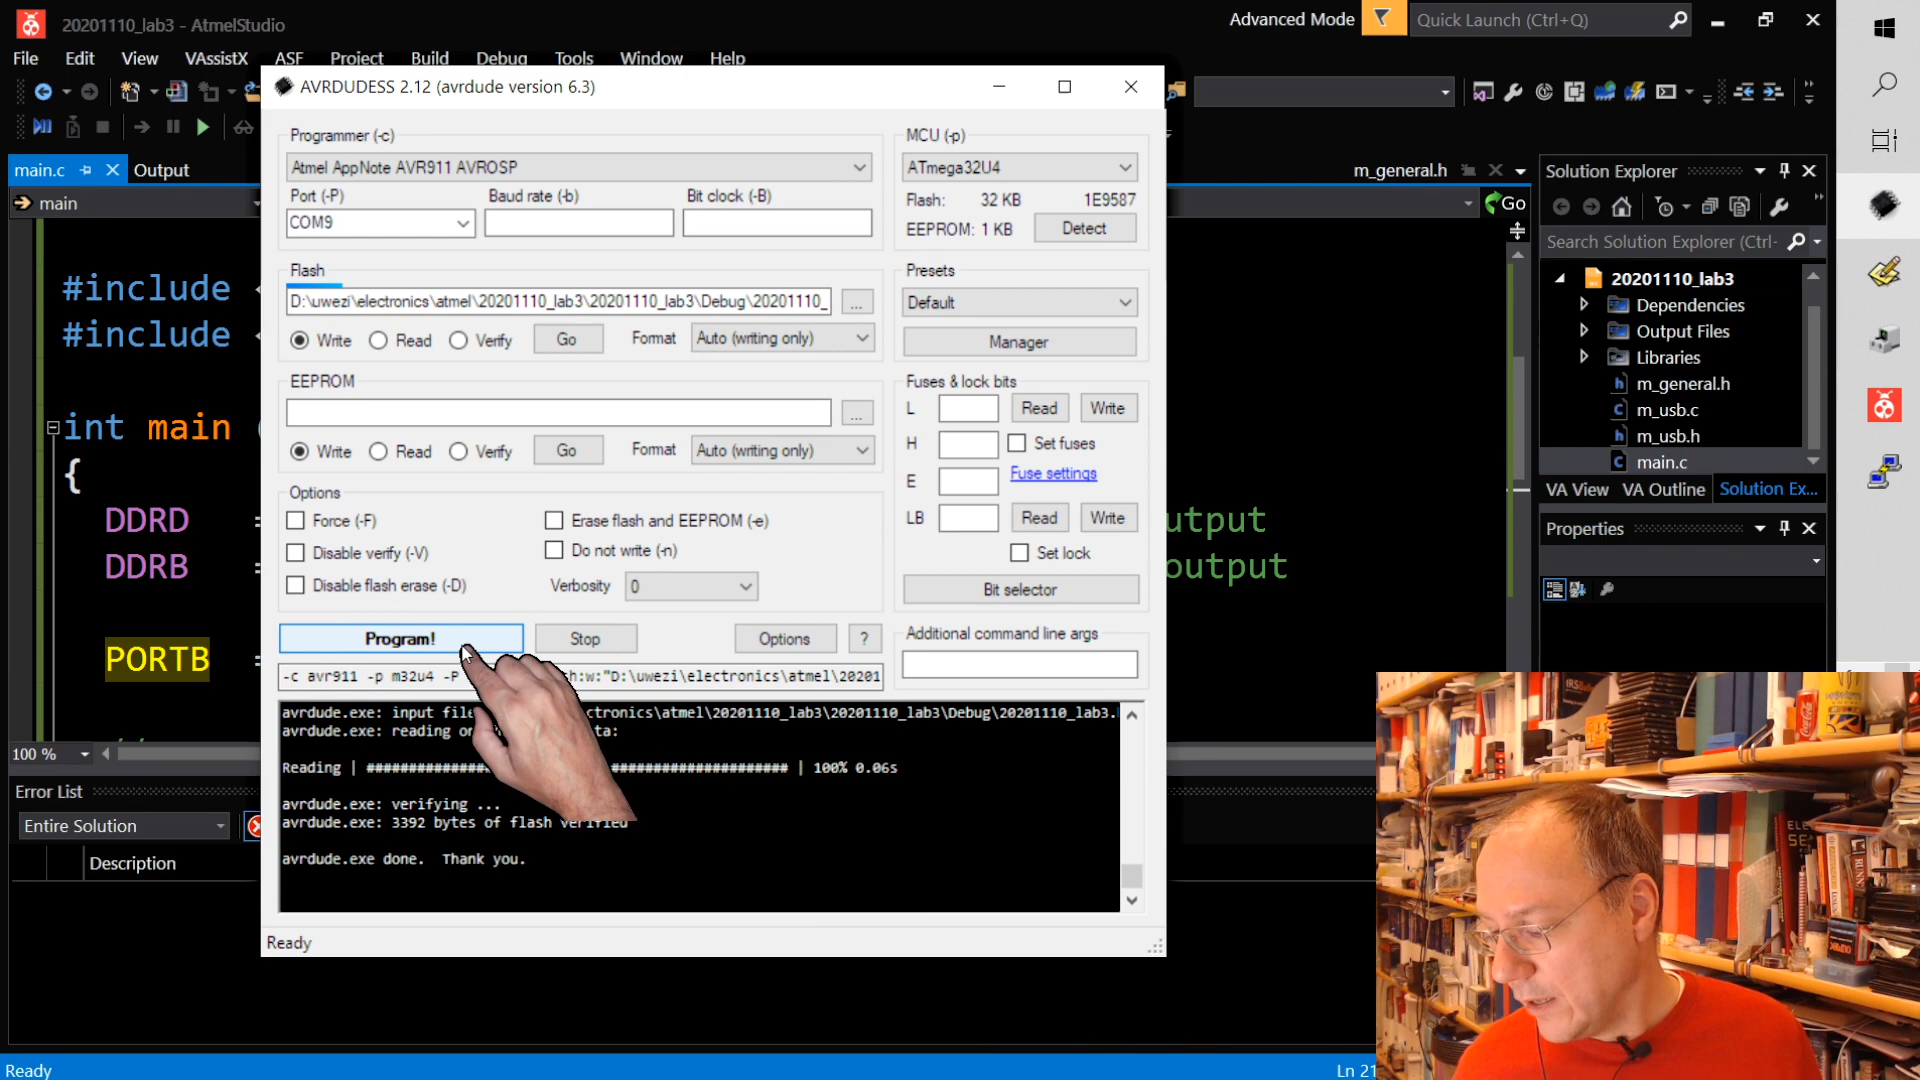 20201110_lab3 - AtmelStudio
Advanced Mode
Quick Launch (Ctrl+Q)
File Edit View VAssistX ASF Project Build Debug Tools Window Help
AVRDUDESS 2.12 (avrdude version 6.3)
Programmer (-c)
Atmel AppNote AVR911 AVROSP
Port (-P) Baud rate (-b) Bit clock (-B)
COM9
MCU (-p)
ATmega32U4
Flash: 32 KB 1E9587
EEPROM: 1 KB Detect
Flash
D:\uwezi\electronics\atmel\20201110_lab3\20201110_lab3\Debug\20201110_
...
Write Read Verify Go Format Auto (writing only)
Presets
Default
Manager
EEPROM
...
Write Read Verify Go Format Auto (writing only)
Fuses & lock bits
L Read Write
H Set fuses
E Fuse settings
LB Read Write
Set lock
Bit selector
Options
Force (-F) Erase flash and EEPROM (-e)
Disable verify (-V) Do not write (-n)
Disable flash erase (-D) Verbosity 0
Program! Stop Options ?
Additional command line args
-c avr911 -p m32u4 -P h:w:"D:\uwezi\electronics\atmel\20201
avrdude.exe: input file ctronics\atmel\20201110_lab3\20201110_lab3\Debug\20201110_lab3.
avrdude.exe: reading on ta:
Reading | ################################################## | 100% 0.06s
avrdude.exe: verifying ...
avrdude.exe: 3392 bytes of flash verified
avrdude.exe done. Thank you.
Ready
main.c Output
main
#include <
#include <
int main (
{
DDRD =
DDRB =
PORTB =
//
utput
output
100 %
Error List
Entire Solution
Description
m_general.h
Go
Solution Explorer
Search Solution Explorer (Ctrl-
20201110_lab3
Dependencies
Output Files
Libraries
m_general.h
m_usb.c
m_usb.h
main.c
VA View VA Outline Solution Ex...
Properties
Ready
Ln 21